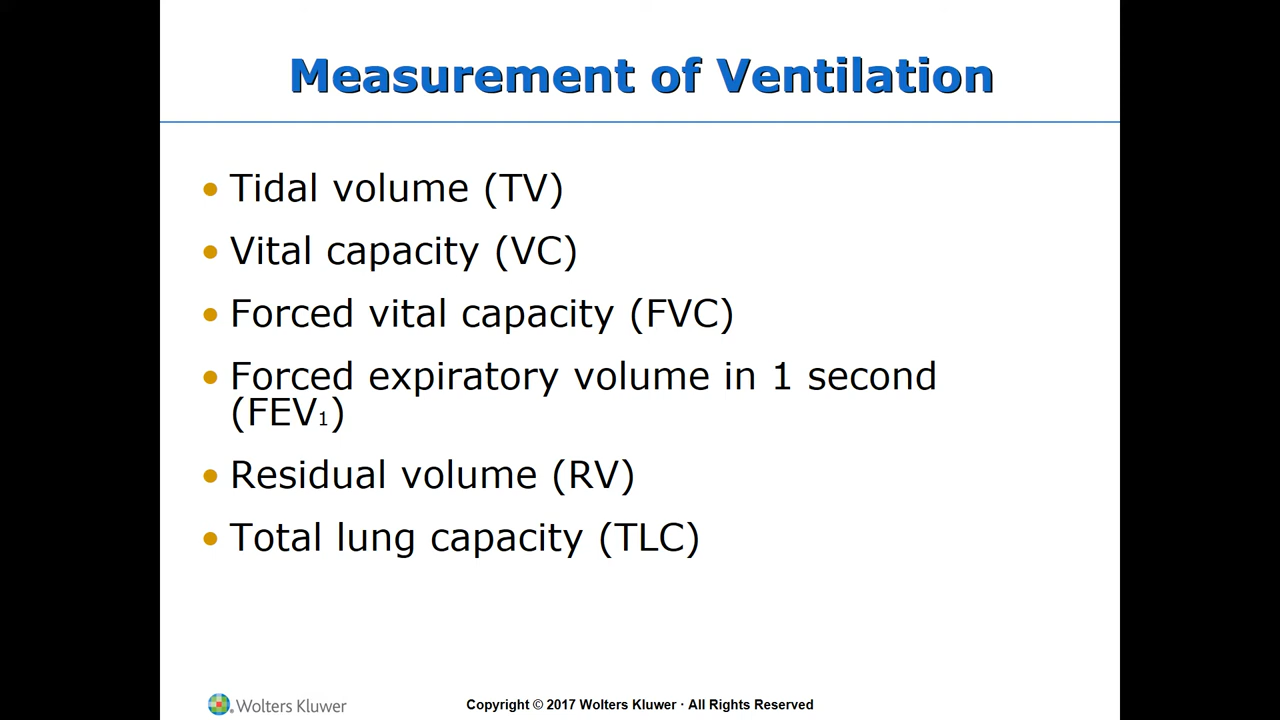 Measurement of Ventilation
• Tidal volume (TV)
• Vital capacity (VC)
• Forced vital capacity (FVC)
• Forced expiratory volume in 1 second
(FEV₁)
• Residual volume (RV)
• Total lung capacity (TLC)
Wolters Kluwer
Copyright © 2017 Wolters Kluwer · All Rights Reserved